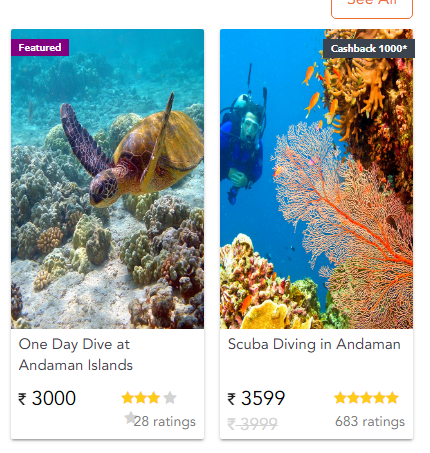 See All
Featured
Cashback 1000*
One Day Dive at
Andaman Islands
₹ 3000
28 ratings
Scuba Diving in Andaman
₹ 3599
₹ 3999
683 ratings